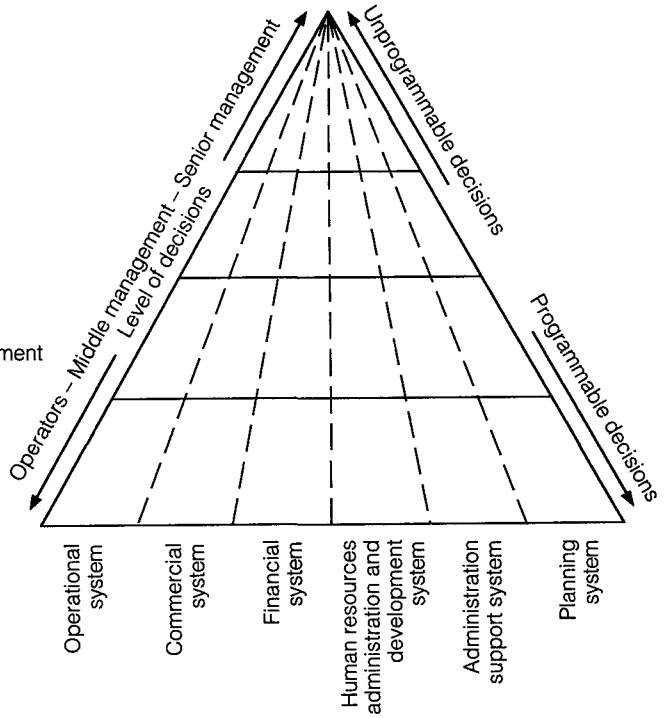 Operators – Middle management – Senior management
Level of decisions
Unprogrammable decisions
Programmable decisions
ment
Operational
system
Commercial
system
Financial
system
Human resources
administration and
development
system
Administration
support system
Planning
system